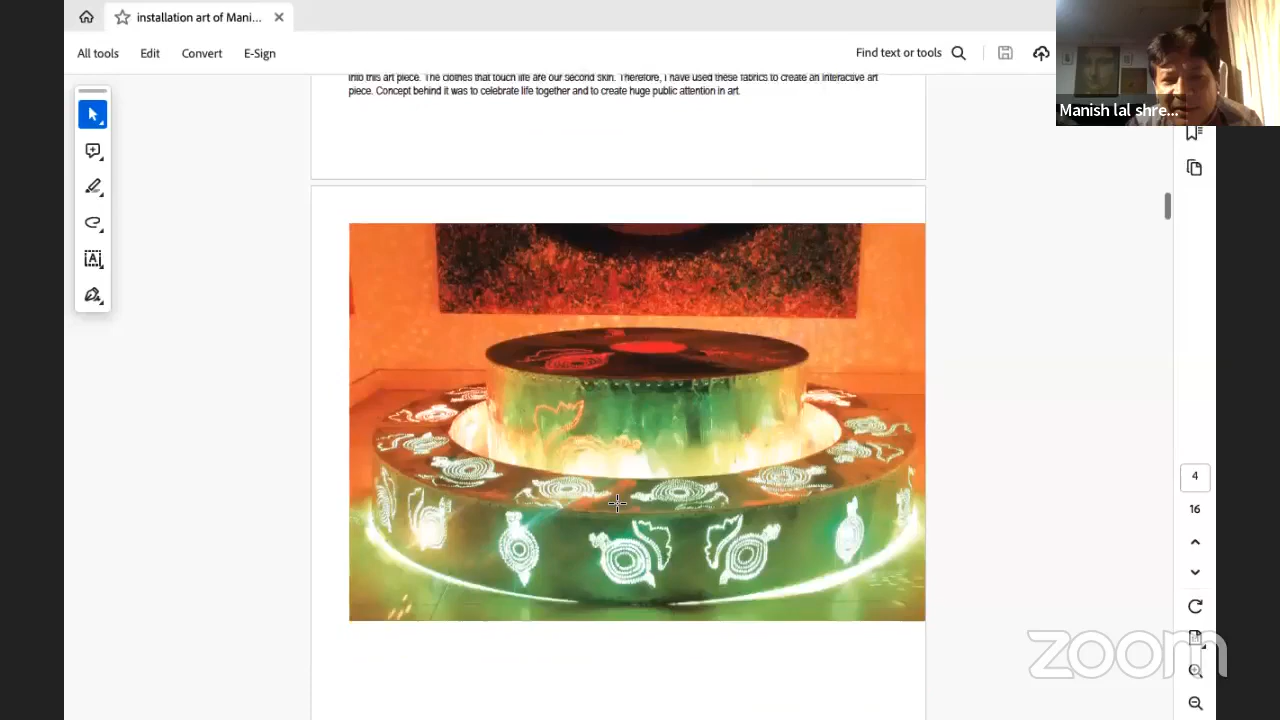 installation art of Mani...
All tools
Edit
Convert
E-Sign
Find text or tools
into this art piece. The clothes that touch life are our second skin. Therefore, I have used these fabrics to create an interactive art
piece. Concept behind it was to celebrate life together and to create huge public attention in art.
Manish lal shre...
4
16
zoom